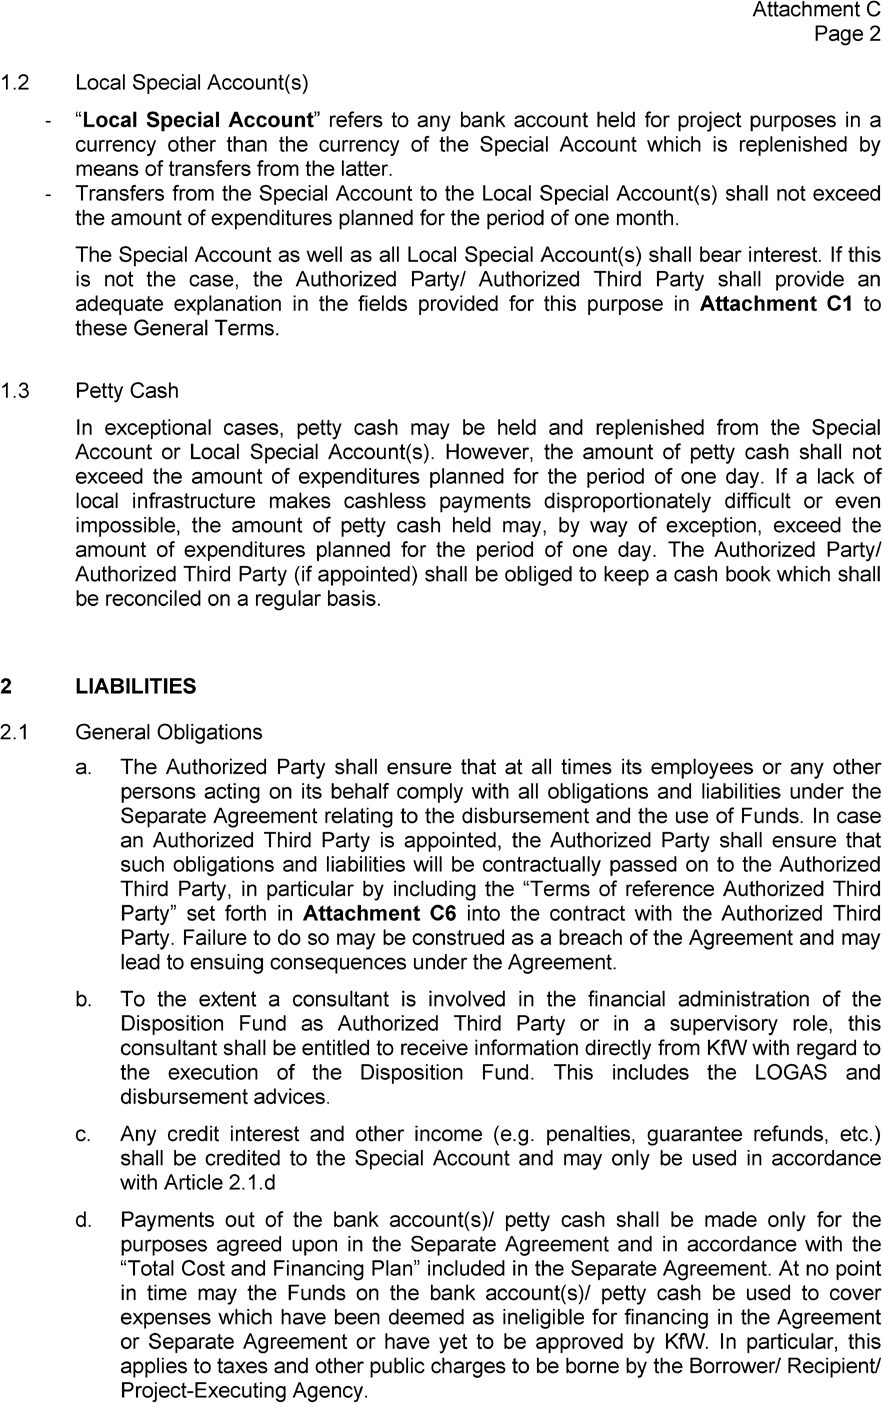 Attachment C
Page 2
1.2 Local Special Account(s)
- “Local Special Account” refers to any bank account held for project purposes in a
currency other than the currency of the Special Account which is replenished by
means of transfers from the latter.
- Transfers from the Special Account to the Local Special Account(s) shall not exceed
the amount of expenditures planned for the period of one month.
The Special Account as well as all Local Special Account(s) shall bear interest. If this
is not the case, the Authorized Party/ Authorized Third Party shall provide an
adequate explanation in the fields provided for this purpose in Attachment C1 to
these General Terms.
1.3 Petty Cash
In exceptional cases, petty cash may be held and replenished from the Special
Account or Local Special Account(s). However, the amount of petty cash shall not
exceed the amount of expenditures planned for the period of one day. If a lack of
local infrastructure makes cashless payments disproportionately difficult or even
impossible, the amount of petty cash held may, by way of exception, exceed the
amount of expenditures planned for the period of one day. The Authorized Party/
Authorized Third Party (if appointed) shall be obliged to keep a cash book which shall
be reconciled on a regular basis.
2 LIABILITIES
2.1 General Obligations
a. The Authorized Party shall ensure that at all times its employees or any other
persons acting on its behalf comply with all obligations and liabilities under the
Separate Agreement relating to the disbursement and the use of Funds. In case
an Authorized Third Party is appointed, the Authorized Party shall ensure that
such obligations and liabilities will be contractually passed on to the Authorized
Third Party, in particular by including the “Terms of reference Authorized Third
Party” set forth in Attachment C6 into the contract with the Authorized Third
Party. Failure to do so may be construed as a breach of the Agreement and may
lead to ensuing consequences under the Agreement.
b. To the extent a consultant is involved in the financial administration of the
Disposition Fund as Authorized Third Party or in a supervisory role, this
consultant shall be entitled to receive information directly from KfW with regard to
the execution of the Disposition Fund. This includes the LOGAS and
disbursement advices.
c. Any credit interest and other income (e.g. penalties, guarantee refunds, etc.)
shall be credited to the Special Account and may only be used in accordance
with Article 2.1.d
d. Payments out of the bank account(s)/ petty cash shall be made only for the
purposes agreed upon in the Separate Agreement and in accordance with the
“Total Cost and Financing Plan” included in the Separate Agreement. At no point
in time may the Funds on the bank account(s)/ petty cash be used to cover
expenses which have been deemed as ineligible for financing in the Agreement
or Separate Agreement or have yet to be approved by KfW. In particular, this
applies to taxes and other public charges to be borne by the Borrower/ Recipient/
Project-Executing Agency.